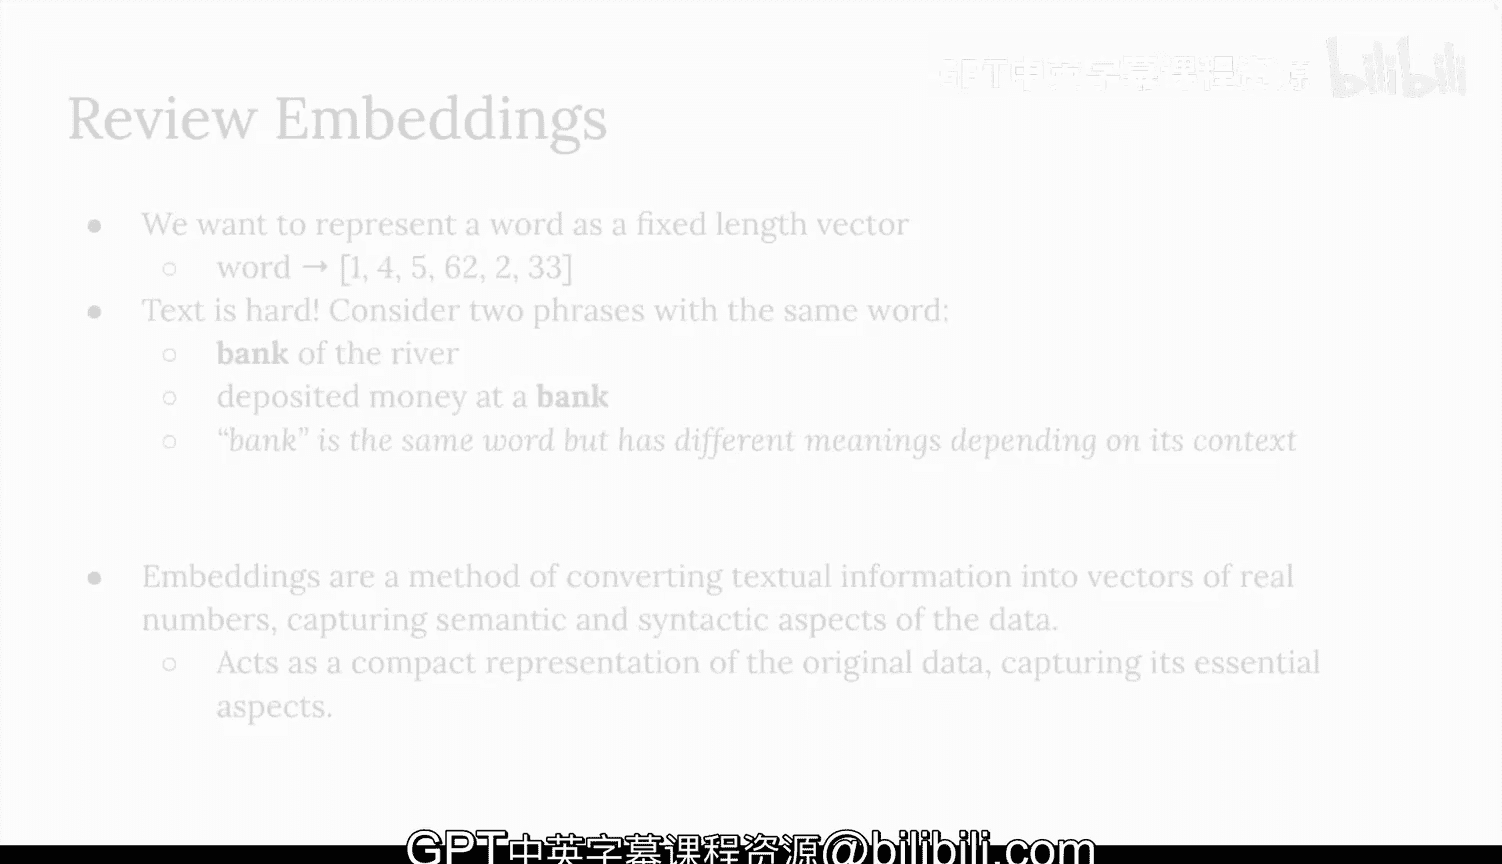 GPT中英字幕课程资源 bilibili
Review Embeddings
● We want to represent a word as a fixed length vector
○ word → [1, 4, 5, 62, 2, 33]
● Text is hard! Consider two phrases with the same word:
○ bank of the river
○ deposited money at a bank
○ “bank” is the same word but has different meanings depending on its context
● Embeddings are a method of converting textual information into vectors of real
numbers, capturing semantic and syntactic aspects of the data.
○ Acts as a compact representation of the original data, capturing its essential
aspects.
GPT中英字幕课程资源@bilibili.com